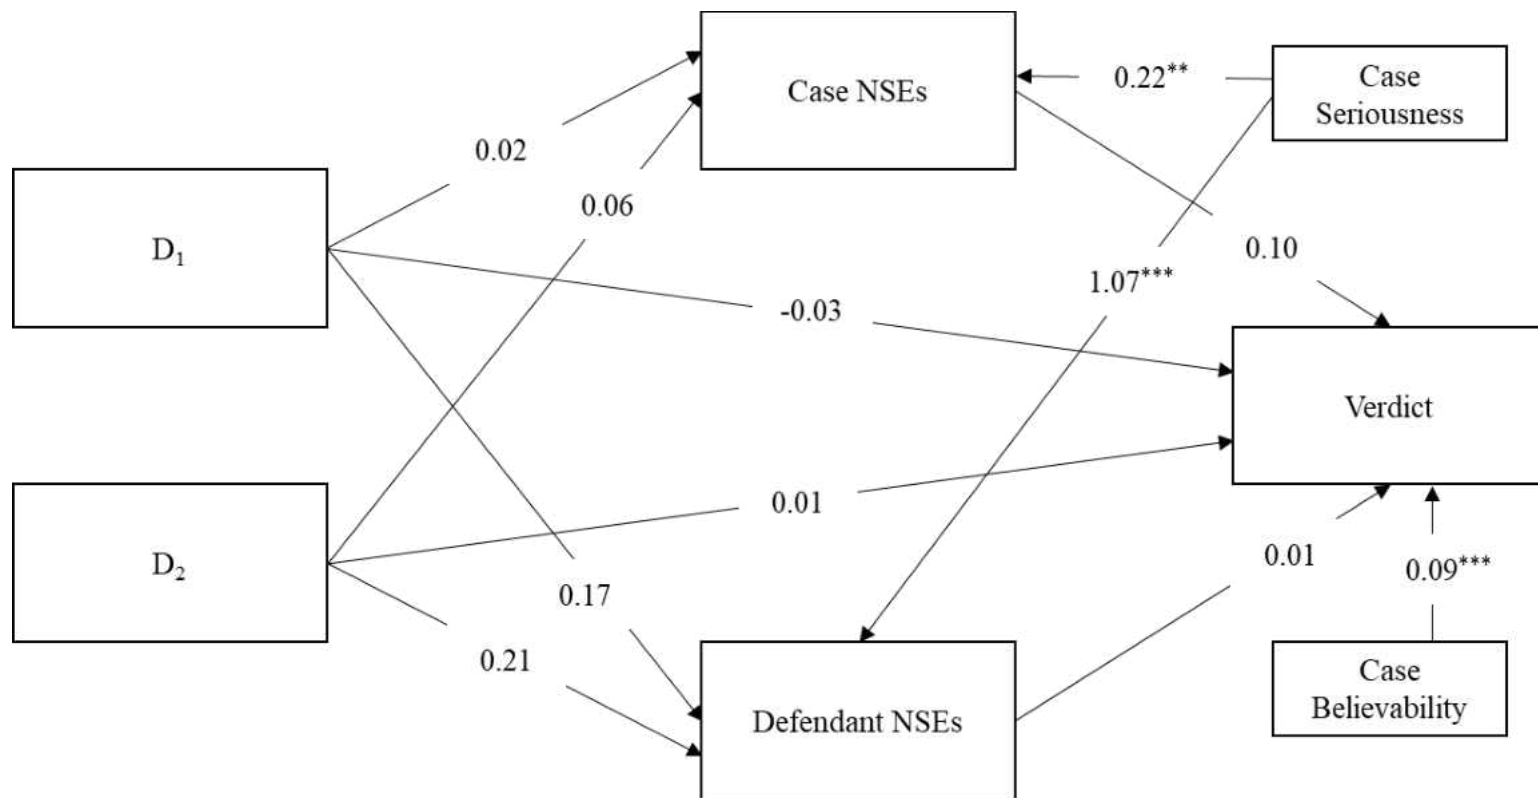 Case NSEs
0.22**
Case
Seriousness
0.02
D₁
0.06
0.10
1.07***
-0.03
Verdict
D₂
0.01
0.17
0.01
0.09***
0.21
Defendant NSEs
Case
Believability